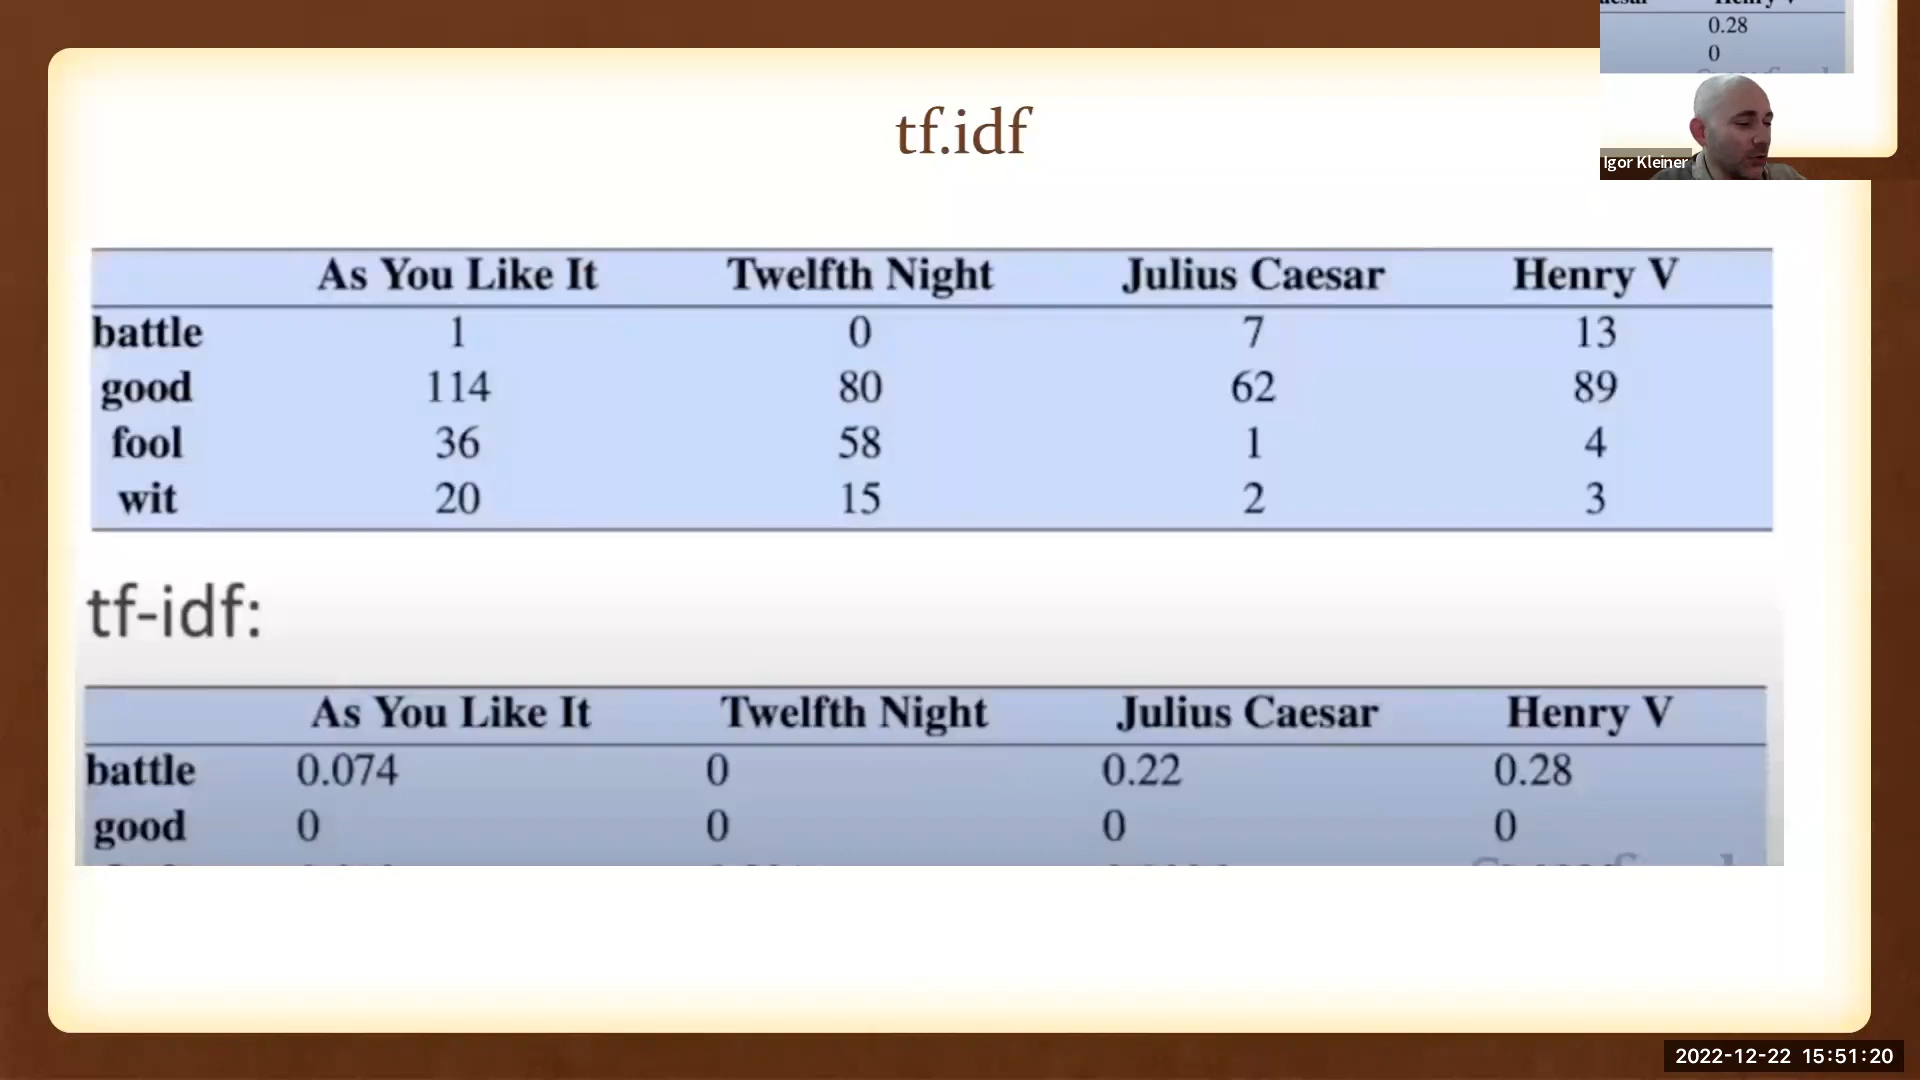 Henry V
0.28
0
Igor Kleiner
tf.idf
As You Like It Twelfth Night Julius Caesar Henry V
battle 1 0 7 13
good 114 80 62 89
fool 36 58 1 4
wit 20 15 2 3
tf-idf:
As You Like It Twelfth Night Julius Caesar Henry V
battle 0.074 0 0.22 0.28
good 0 0 0 0
2022-12-22 15:51:20